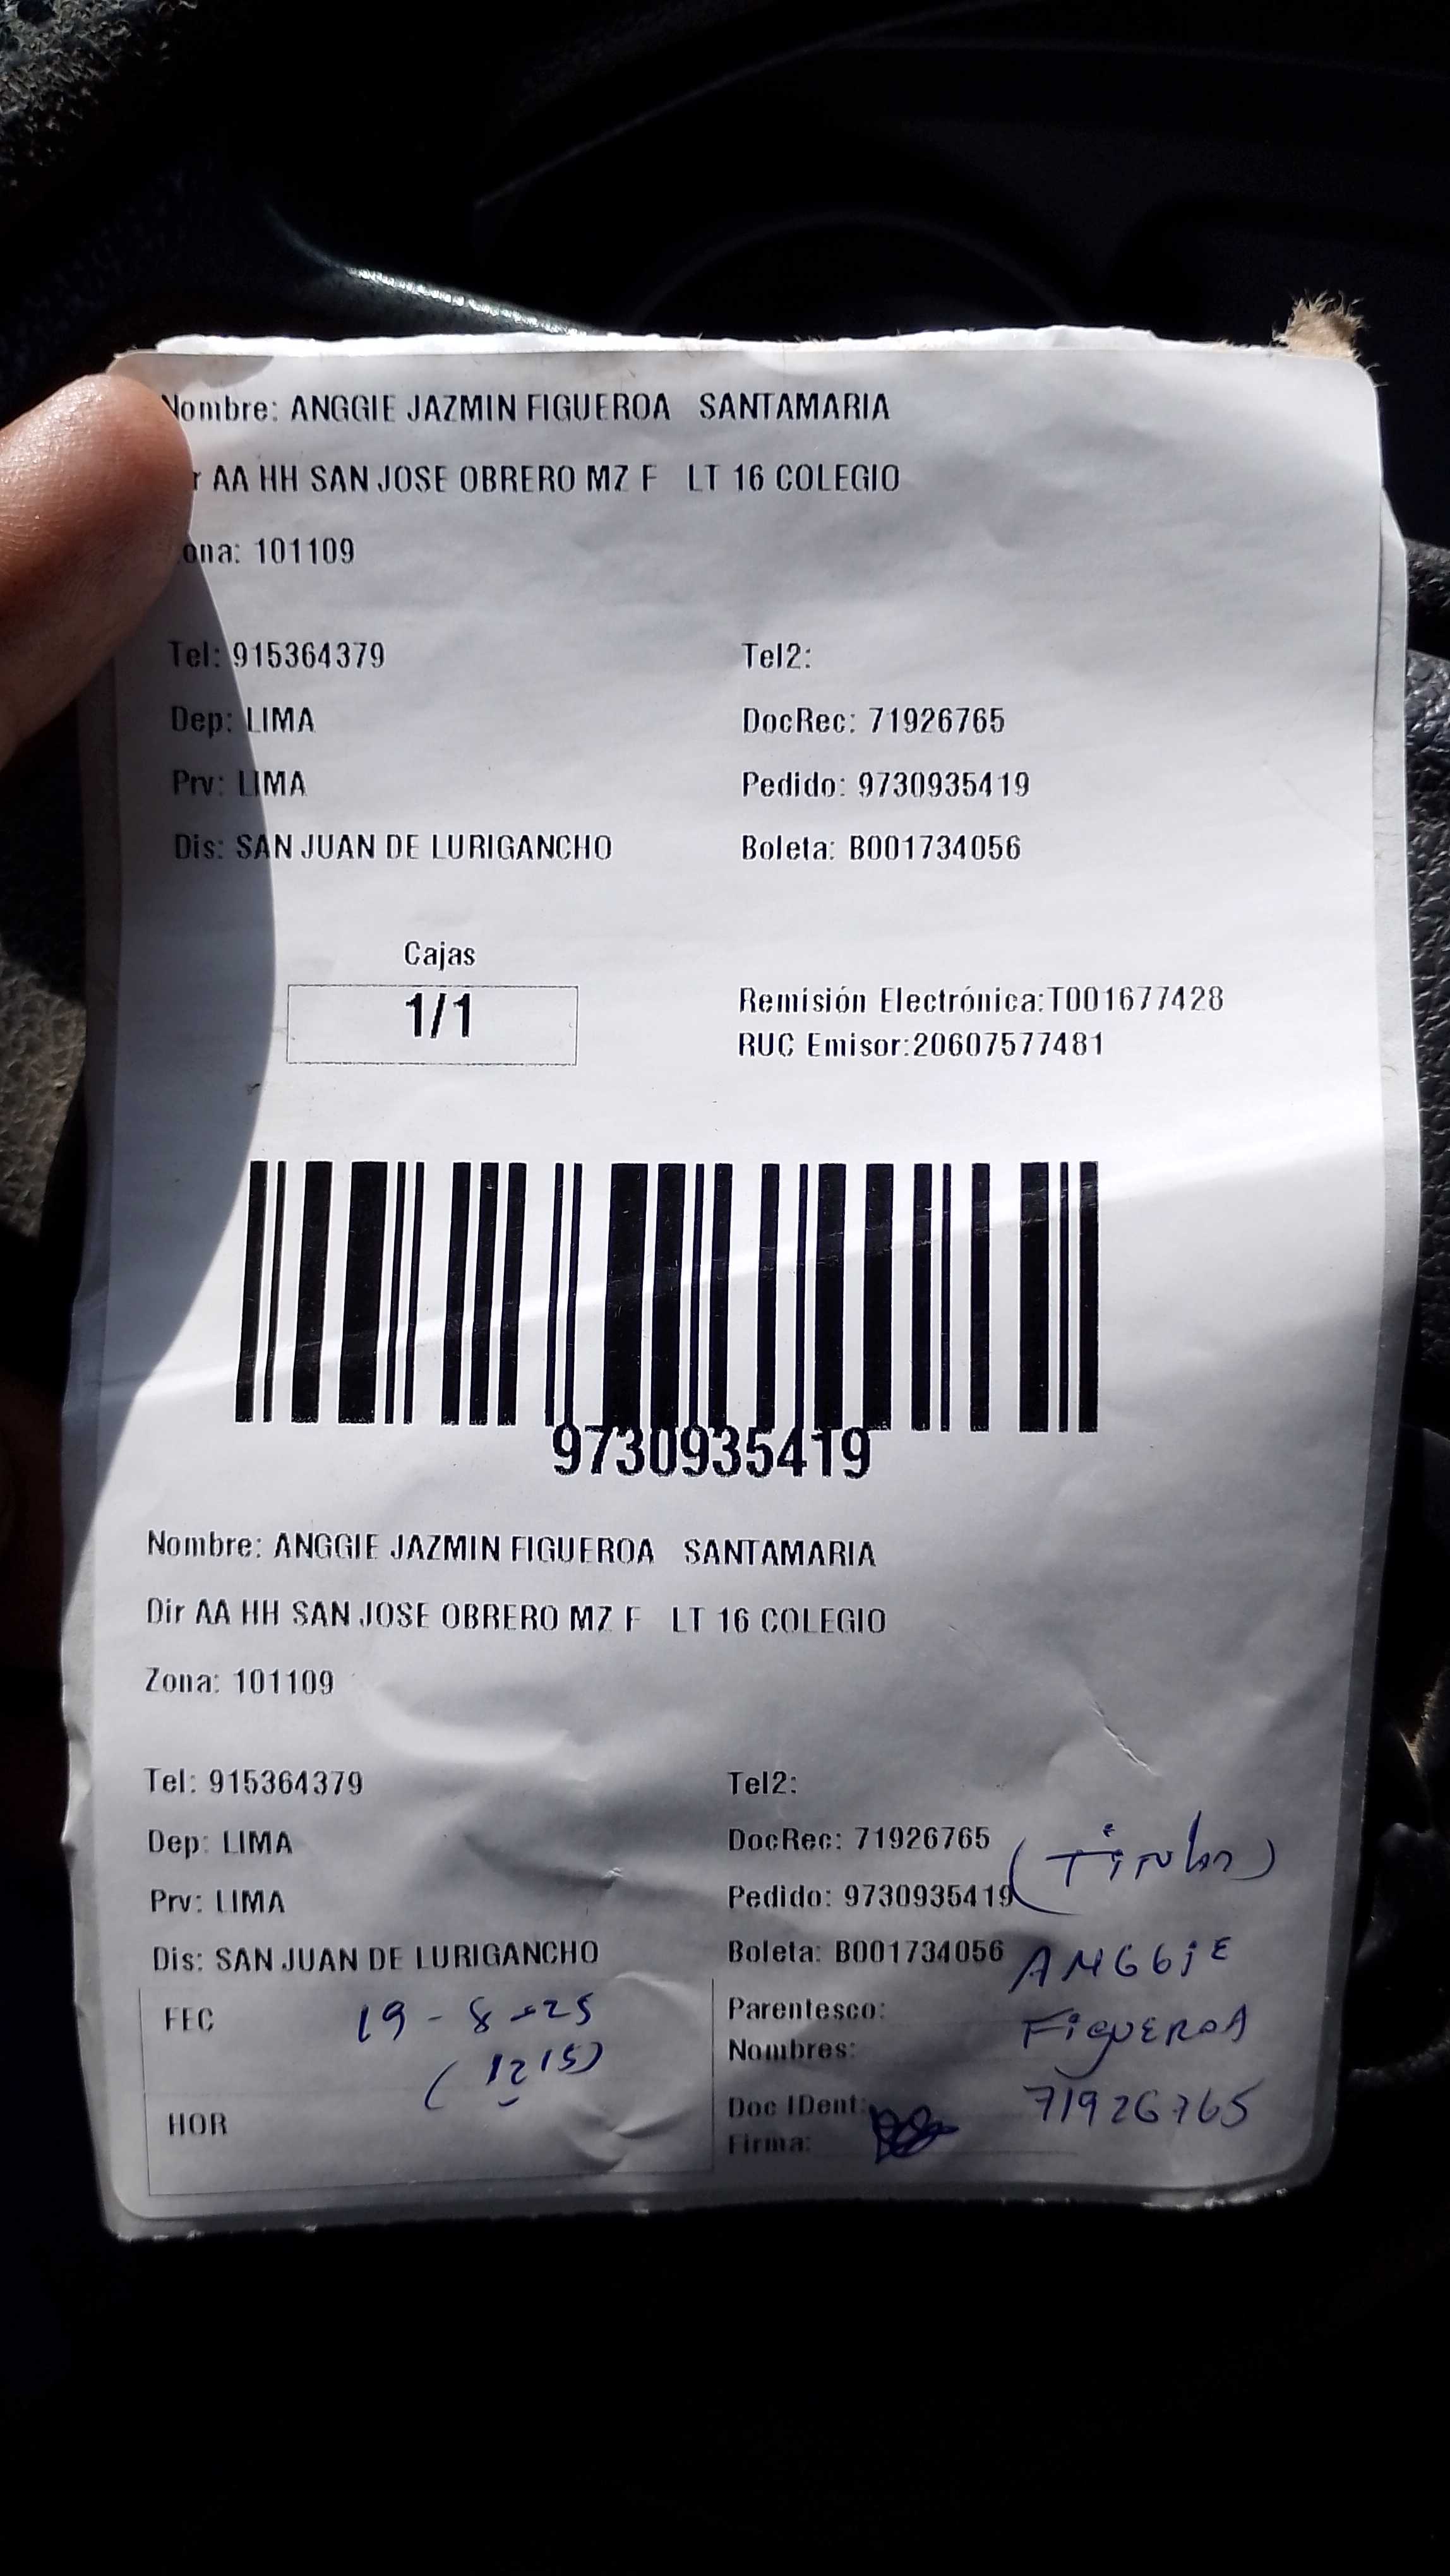 Nombre: ANGGIE JAZMIN FIGUEROA SANTAMARIA
r AA HH SAN JOSE OBRERO MZ F LT 16 COLEGIO
ona: 101109
Tel: 915364379 Tel2:
Dep: LIMA DocRec: 71926765
Prv: LIMA Pedido: 9730935419
Dis: SAN JUAN DE LURIGANCHO Boleta: B001734056
Cajas
1/1
Remisión Electrónica:T001677428
RUC Emisor:20607577481
9730935419
Nombre: ANGGIE JAZMIN FIGUEROA SANTAMARIA
Dir AA HH SAN JOSE OBRERO MZ F LT 16 COLEGIO
Zona: 101109
Tel: 915364379 Tel2:
Dep: LIMA DocRec: 71926765 (Titular)
Prv: LIMA Pedido: 9730935419
Dis: SAN JUAN DE LURIGANCHO Boleta: B001734056 ANGGiE
FEC 19-8-25 Parentesco: FiGUEROA
(1215) Nombres:
HOR Doc IDent: 71926765
Firma: